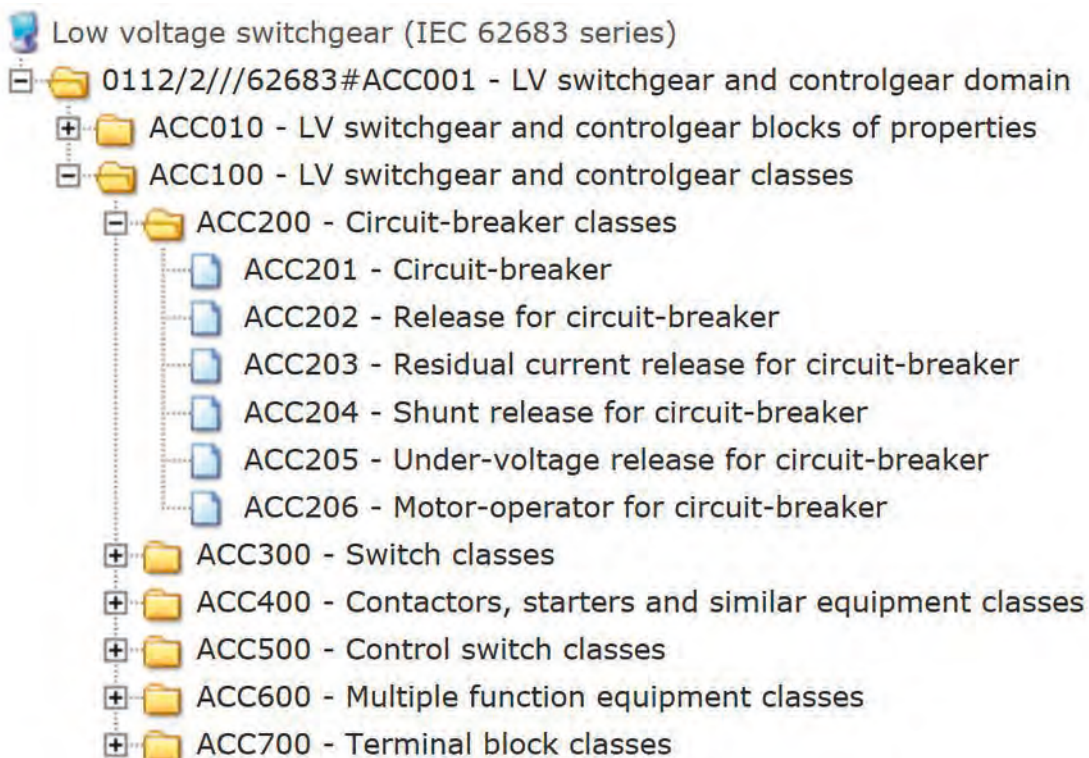 Low voltage switchgear (IEC 62683 series)
0112/2///62683#ACC001 - LV switchgear and controlgear domain
ACC010 - LV switchgear and controlgear blocks of properties
ACC100 - LV switchgear and controlgear classes
ACC200 - Circuit-breaker classes
ACC201 - Circuit-breaker
ACC202 - Release for circuit-breaker
ACC203 - Residual current release for circuit-breaker
ACC204 - Shunt release for circuit-breaker
ACC205 - Under-voltage release for circuit-breaker
ACC206 - Motor-operator for circuit-breaker
ACC300 - Switch classes
ACC400 - Contactors, starters and similar equipment classes
ACC500 - Control switch classes
ACC600 - Multiple function equipment classes
ACC700 - Terminal block classes